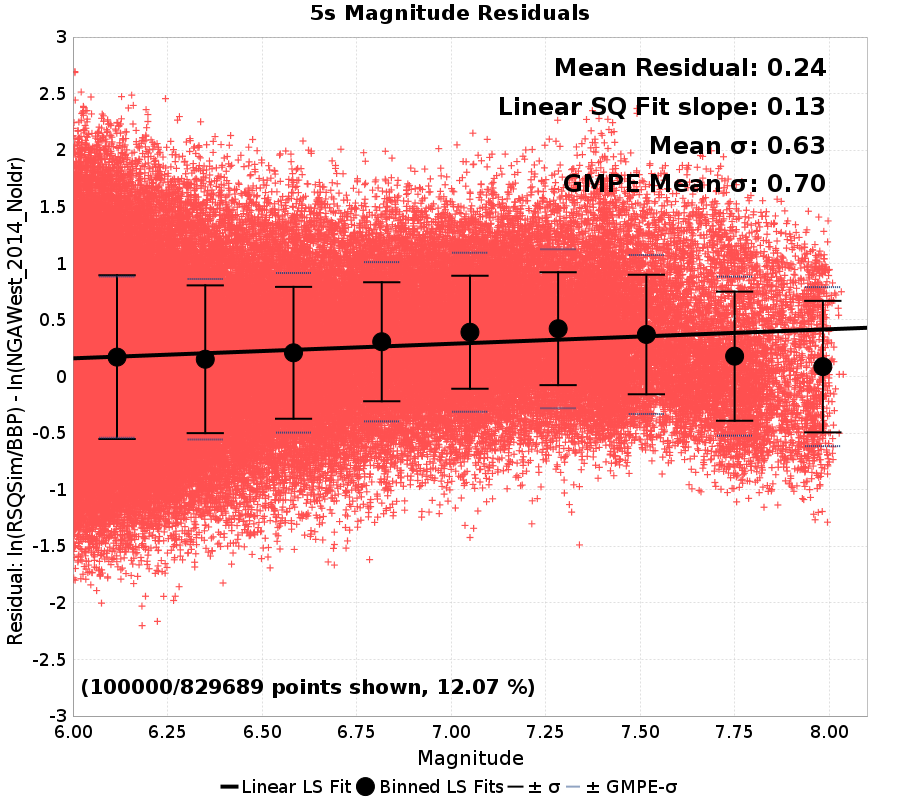 5s Magnitude Residuals
Mean Residual: 0.24
Linear SQ Fit slope: 0.13
Mean σ: 0.63
GMPE Mean σ: 0.70
Residual: ln(RSQSim/BBP) - ln(NGAWest_2014_NoIdr)
3
2.5
2
1.5
1
0.5
0
-0.5
-1
-1.5
-2
-2.5
-3
(100000/829689 points shown, 12.07 %)
6.00 6.25 6.50 6.75 7.00 7.25 7.50 7.75 8.00
Magnitude
Linear LS Fit Binned LS Fits ± σ ± GMPE-σ